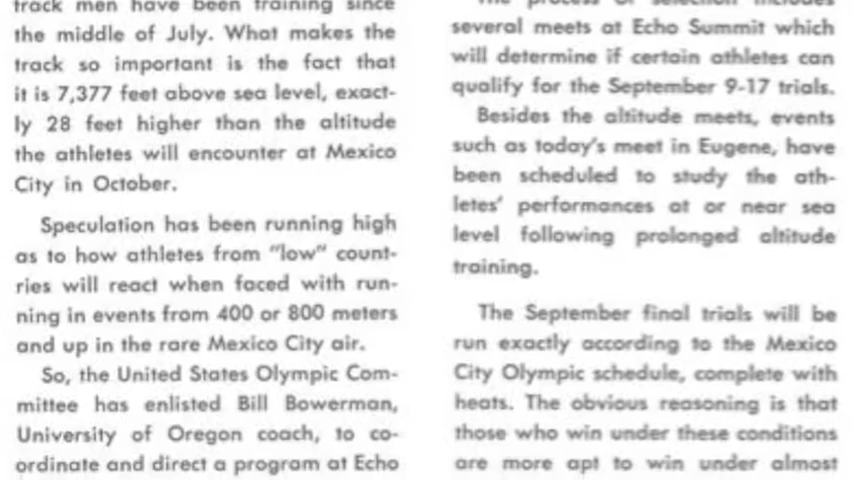 track men have been training since
the middle of July. What makes the
track so important is the fact that
it is 7,377 feet above sea level, exact-
ly 28 feet higher than the altitude
the athletes will encounter at Mexico
City in October.
Speculation has been running high
as to how athletes from "low" count-
ries will react when faced with run-
ning in events from 400 or 800 meters
and up in the rare Mexico City air.
So, the United States Olympic Com-
mittee has enlisted Bill Bowerman,
University of Oregon coach, to co-
ordinate and direct a program at Echo
The process of selection includes
several meets at Echo Summit which
will determine if certain athletes can
qualify for the September 9-17 trials.
Besides the altitude meets, events
such as today's meet in Eugene, have
been scheduled to study the ath-
letes' performances at or near sea
level following prolonged altitude
training.
The September final trials will be
run exactly according to the Mexico
City Olympic schedule, complete with
heats. The obvious reasoning is that
those who win under these conditions
are more apt to win under almost